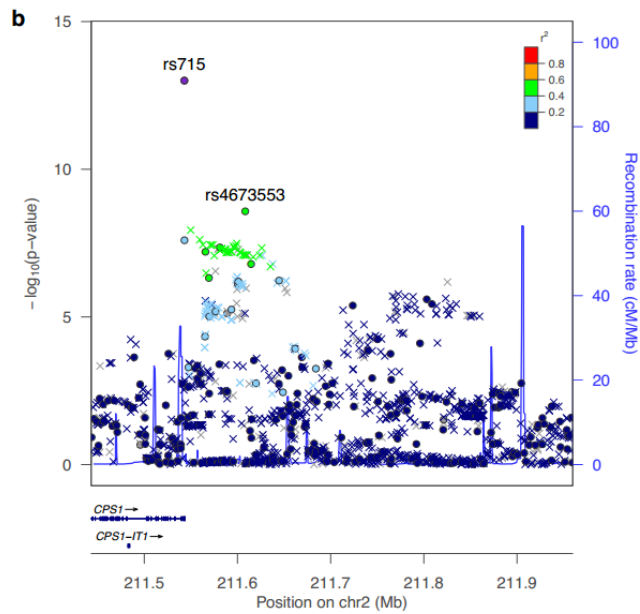 b
15
10
5
0
− log₁₀(p−value)
rs715
rs4673553
r²
0.8
0.6
0.4
0.2
100
80
60
40
20
0
Recombination rate (cM/Mb)
CPS1→
CPS1−IT1→
211.5 211.6 211.7 211.8 211.9
Position on chr2 (Mb)